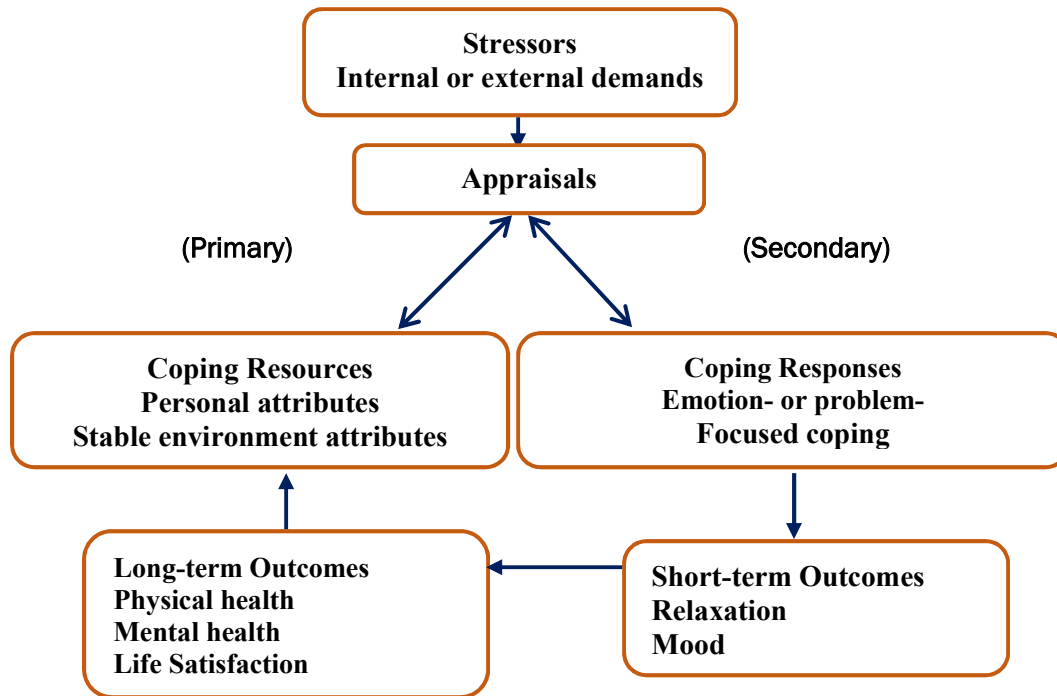 Stressors
Internal or external demands
Appraisals
(Primary)
(Secondary)
Coping Resources
Personal attributes
Stable environment attributes
Coping Responses
Emotion- or problem-
Focused coping
Long-term Outcomes
Physical health
Mental health
Life Satisfaction
Short-term Outcomes
Relaxation
Mood